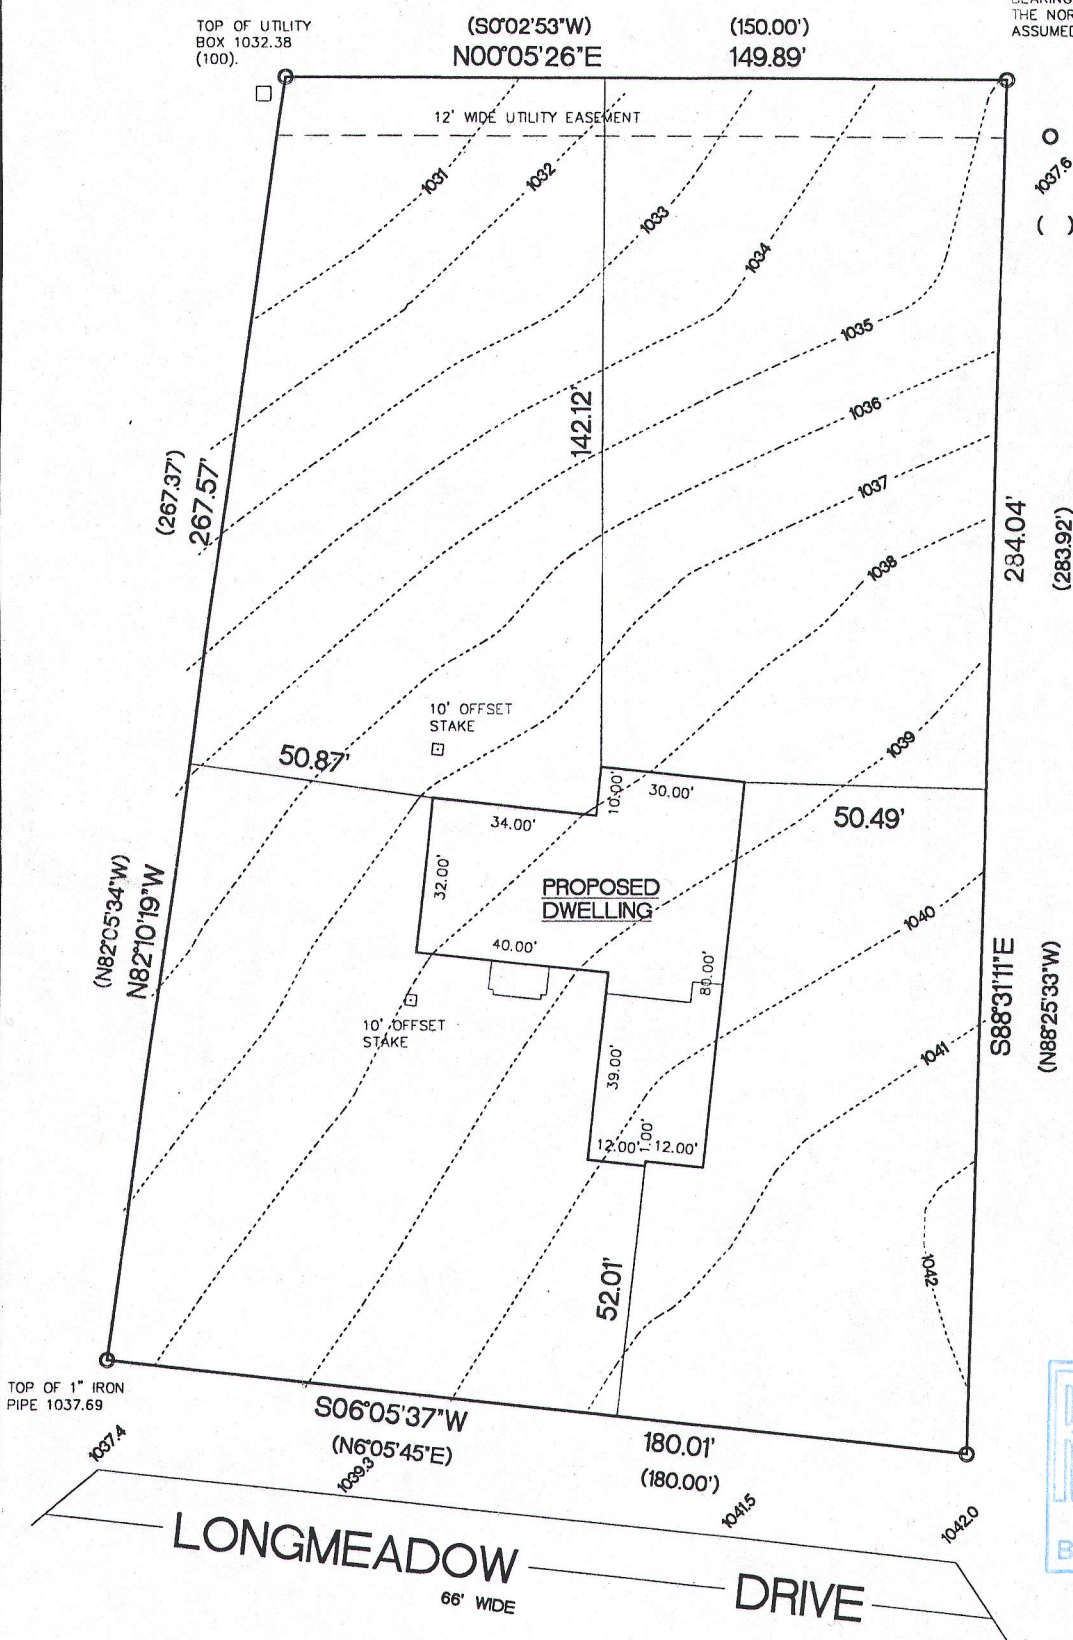 BEARING
THE NOR
ASSUMED
TOP OF UTILITY
BOX 1032.38
(100).
(S0°02'53"W)
(150.00')
N00°05'26"E
149.89'
12' WIDE UTILITY EASEMENT
1037.6
( )
1031
1032
1033
1034
1035
1036
1037
1038
1039
1040
1041
1042
142.12'
(267.37')
267.57'
284.04'
(283.92')
10' OFFSET
STAKE
50.87'
10.00'
30.00'
50.49'
34.00'
32.00'
PROPOSED
DWELLING
40.00'
80.00'
(N82°05'34"W)
N82°10'19"W
S88°31'11"E
(N88°25'33"W)
10' OFFSET
STAKE
39.00'
12.00'
1.00'
12.00'
52.01'
TOP OF 1" IRON
PIPE 1037.69
S06°05'37"W
(N6°05'45"E)
180.01'
(180.00')
1037.4
1039.3
1041.5
1042.0
LONGMEADOW DRIVE
66' WIDE
B